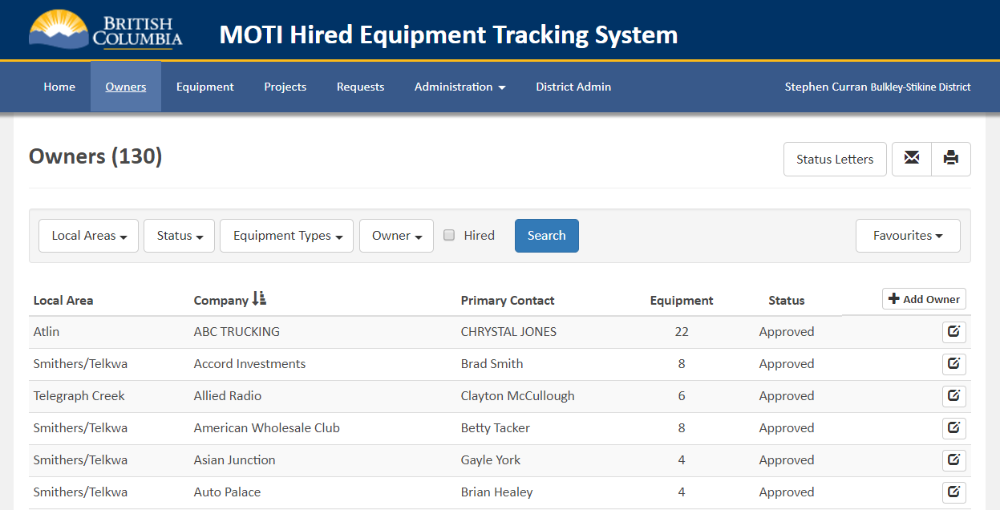 BRITISH
COLUMBIA
MOTI Hired Equipment Tracking System
Home Owners Equipment Projects Requests Administration District Admin Stephen Curran Bulkley-Stikine District
Owners (130) Status Letters
Local Areas Status Equipment Types Owner Hired Search Favourites
Local Area Company Primary Contact Equipment Status Add Owner
Atlin ABC TRUCKING CHRYSTAL JONES 22 Approved
Smithers/Telkwa Accord Investments Brad Smith 8 Approved
Telegraph Creek Allied Radio Clayton McCullough 6 Approved
Smithers/Telkwa American Wholesale Club Betty Tacker 8 Approved
Smithers/Telkwa Asian Junction Gayle York 4 Approved
Smithers/Telkwa Auto Palace Brian Healey 4 Approved